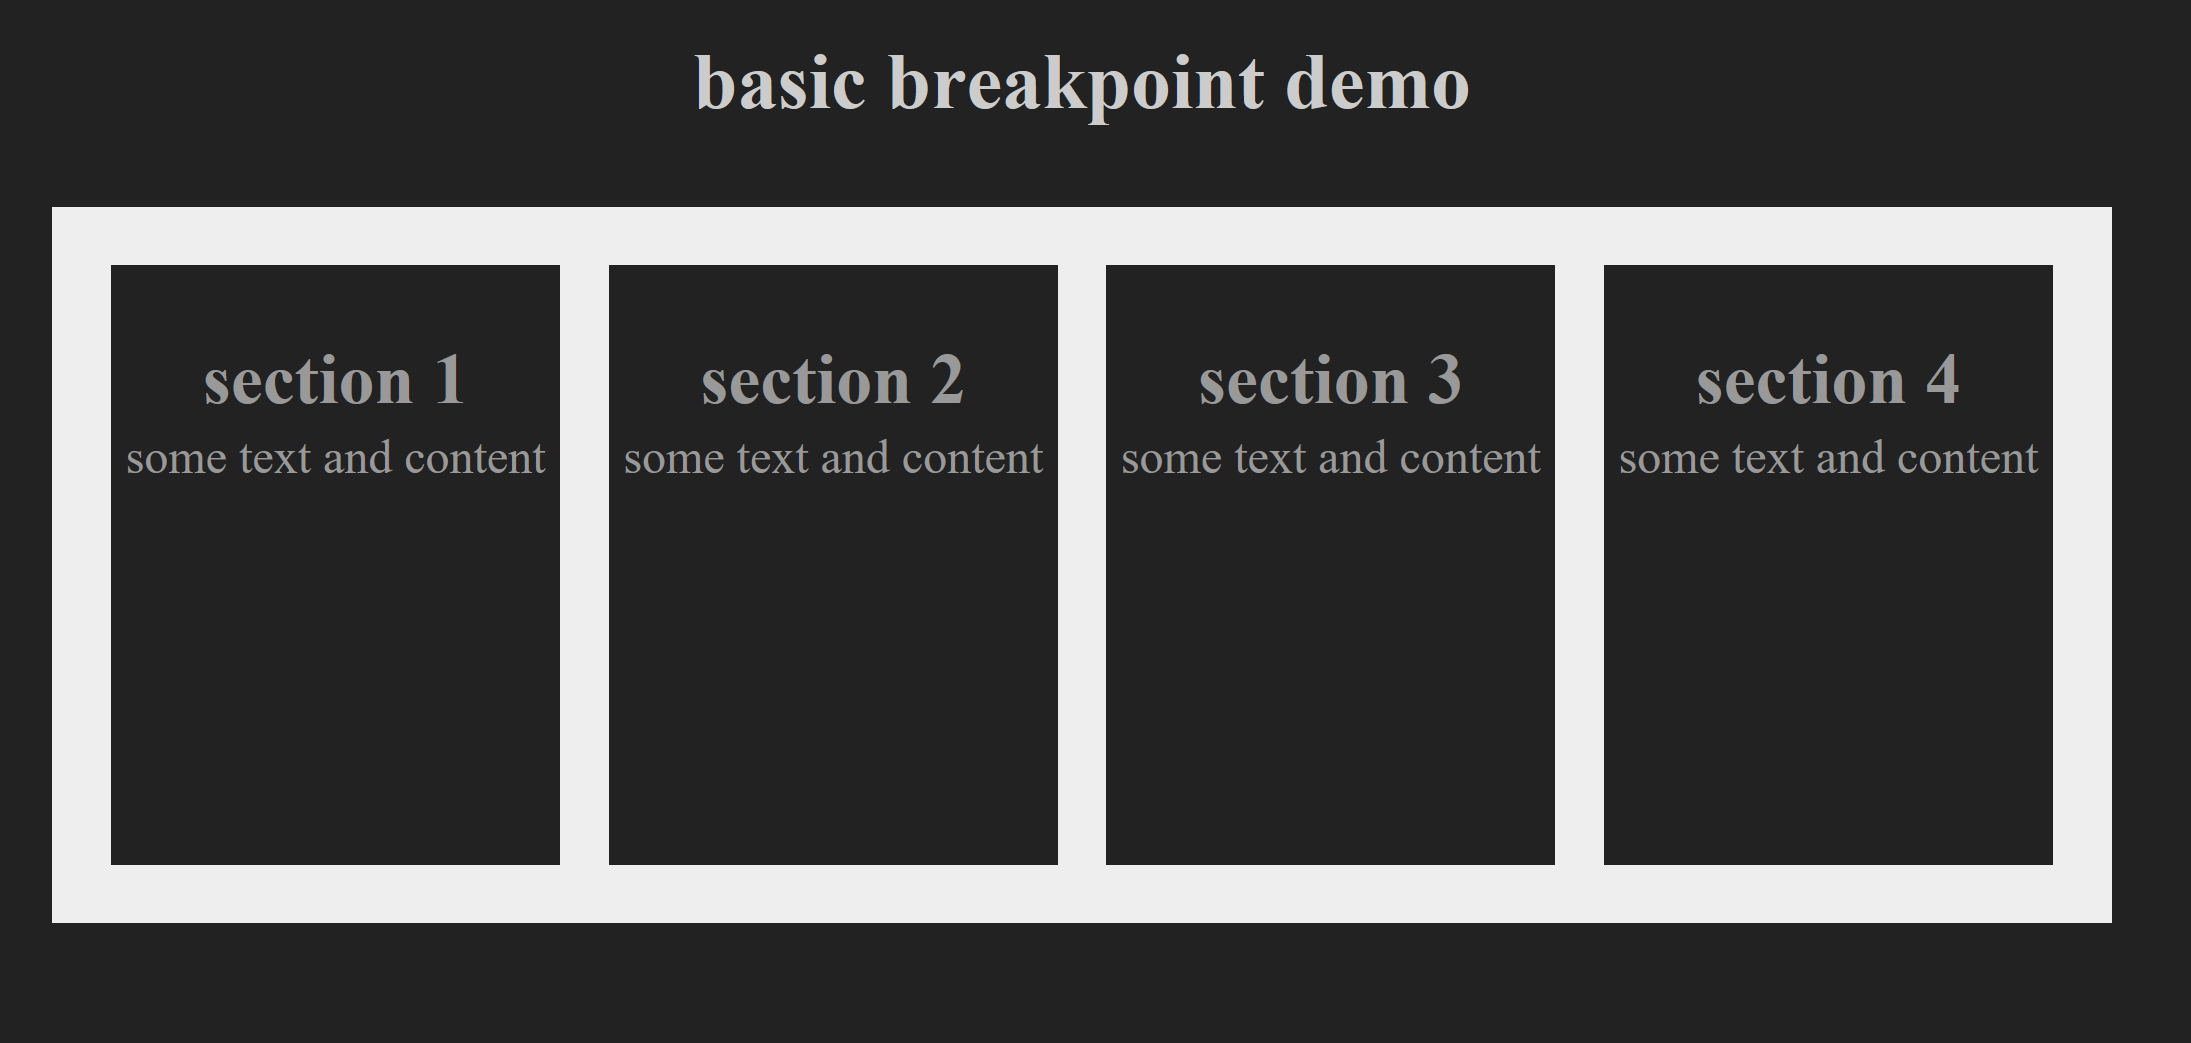 basic breakpoint demo
section 1
some text and content
section 2
some text and content
section 3
some text and content
section 4
some text and content